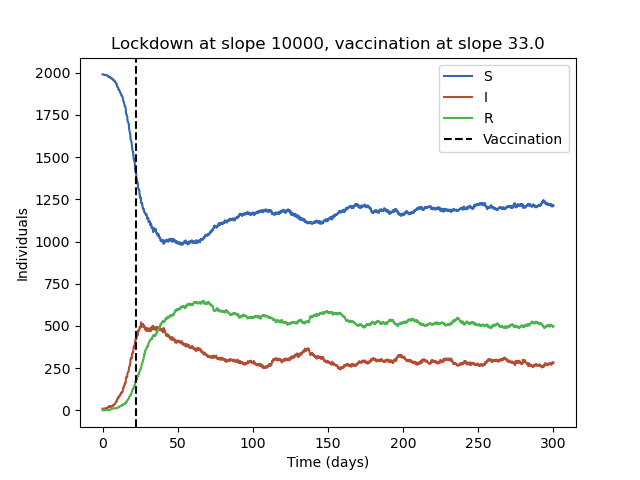 Lockdown at slope 10000, vaccination at slope 33.0
S
I
R
Vaccination
Individuals
2000
1750
1500
1250
1000
750
500
250
0
0 50 100 150 200 250 300
Time (days)